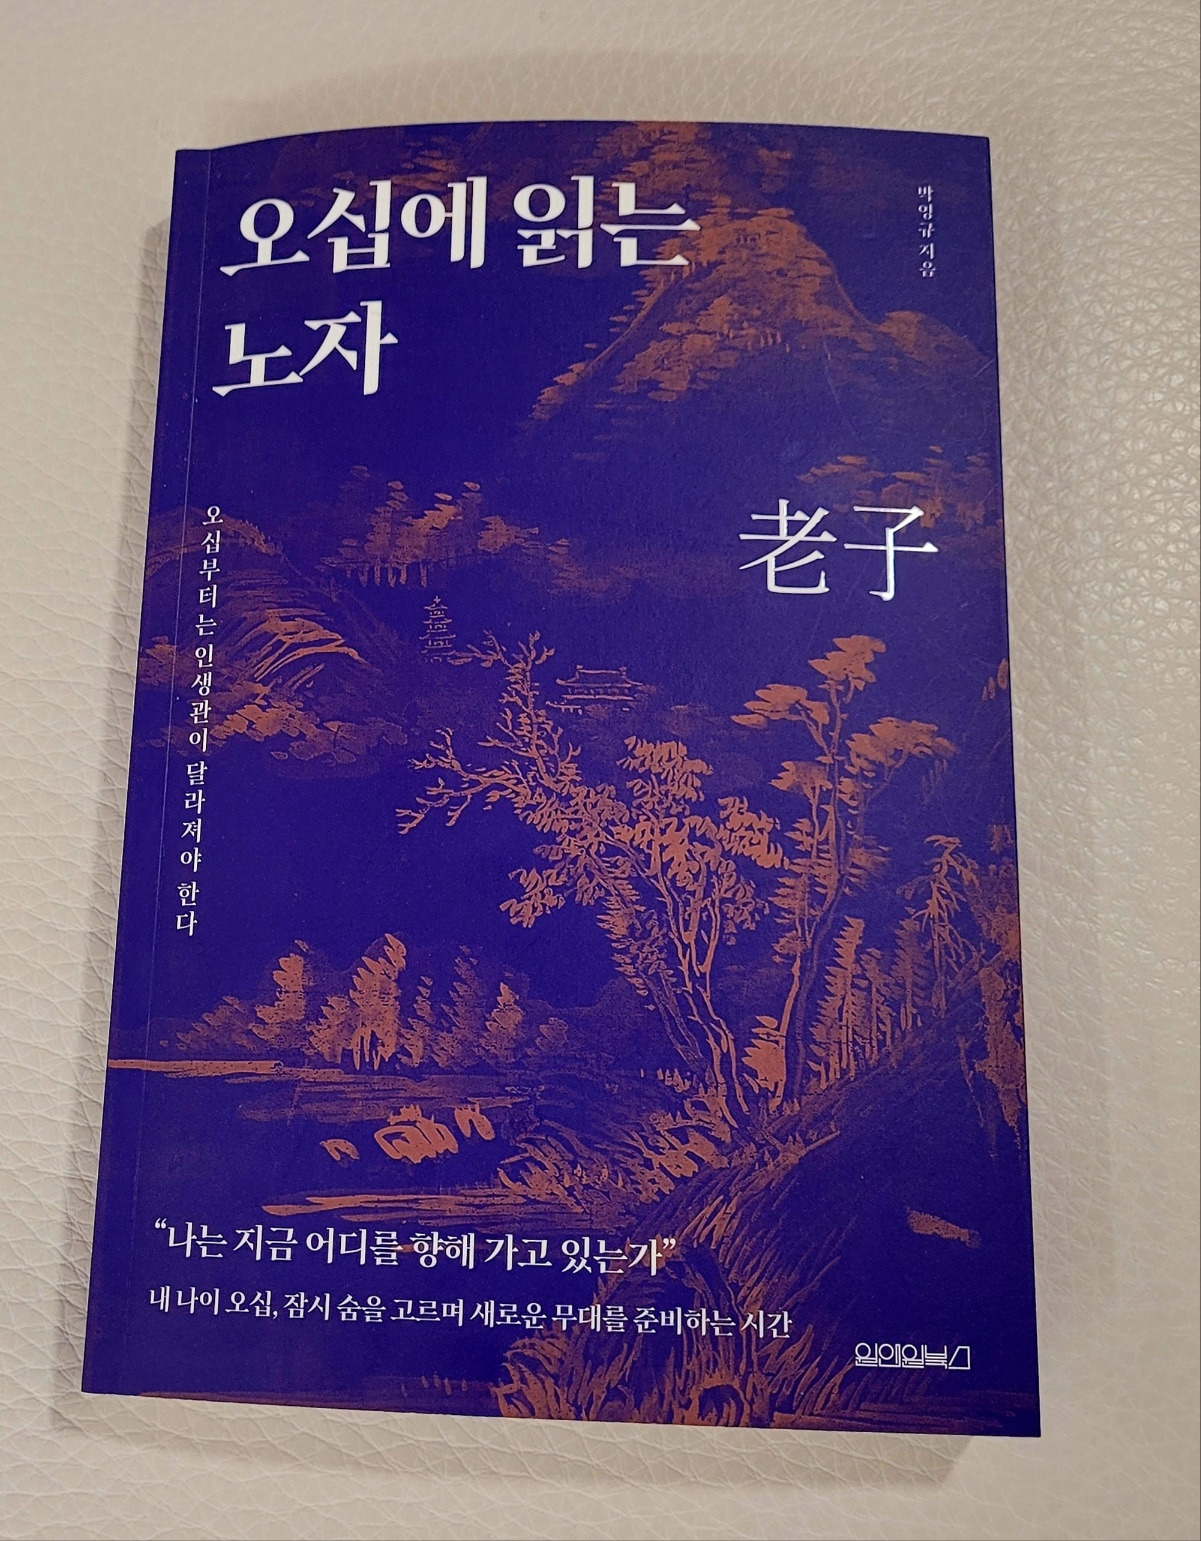 오십에 읽는
노자
박영규 지음
老子
오십부터는 인생관이 달라져야 한다
“나는 지금 어디를 향해 가고 있는가”
내 나이 오십, 잠시 숨을 고르며 새로운 무대를 준비하는 시간
원앤원북스